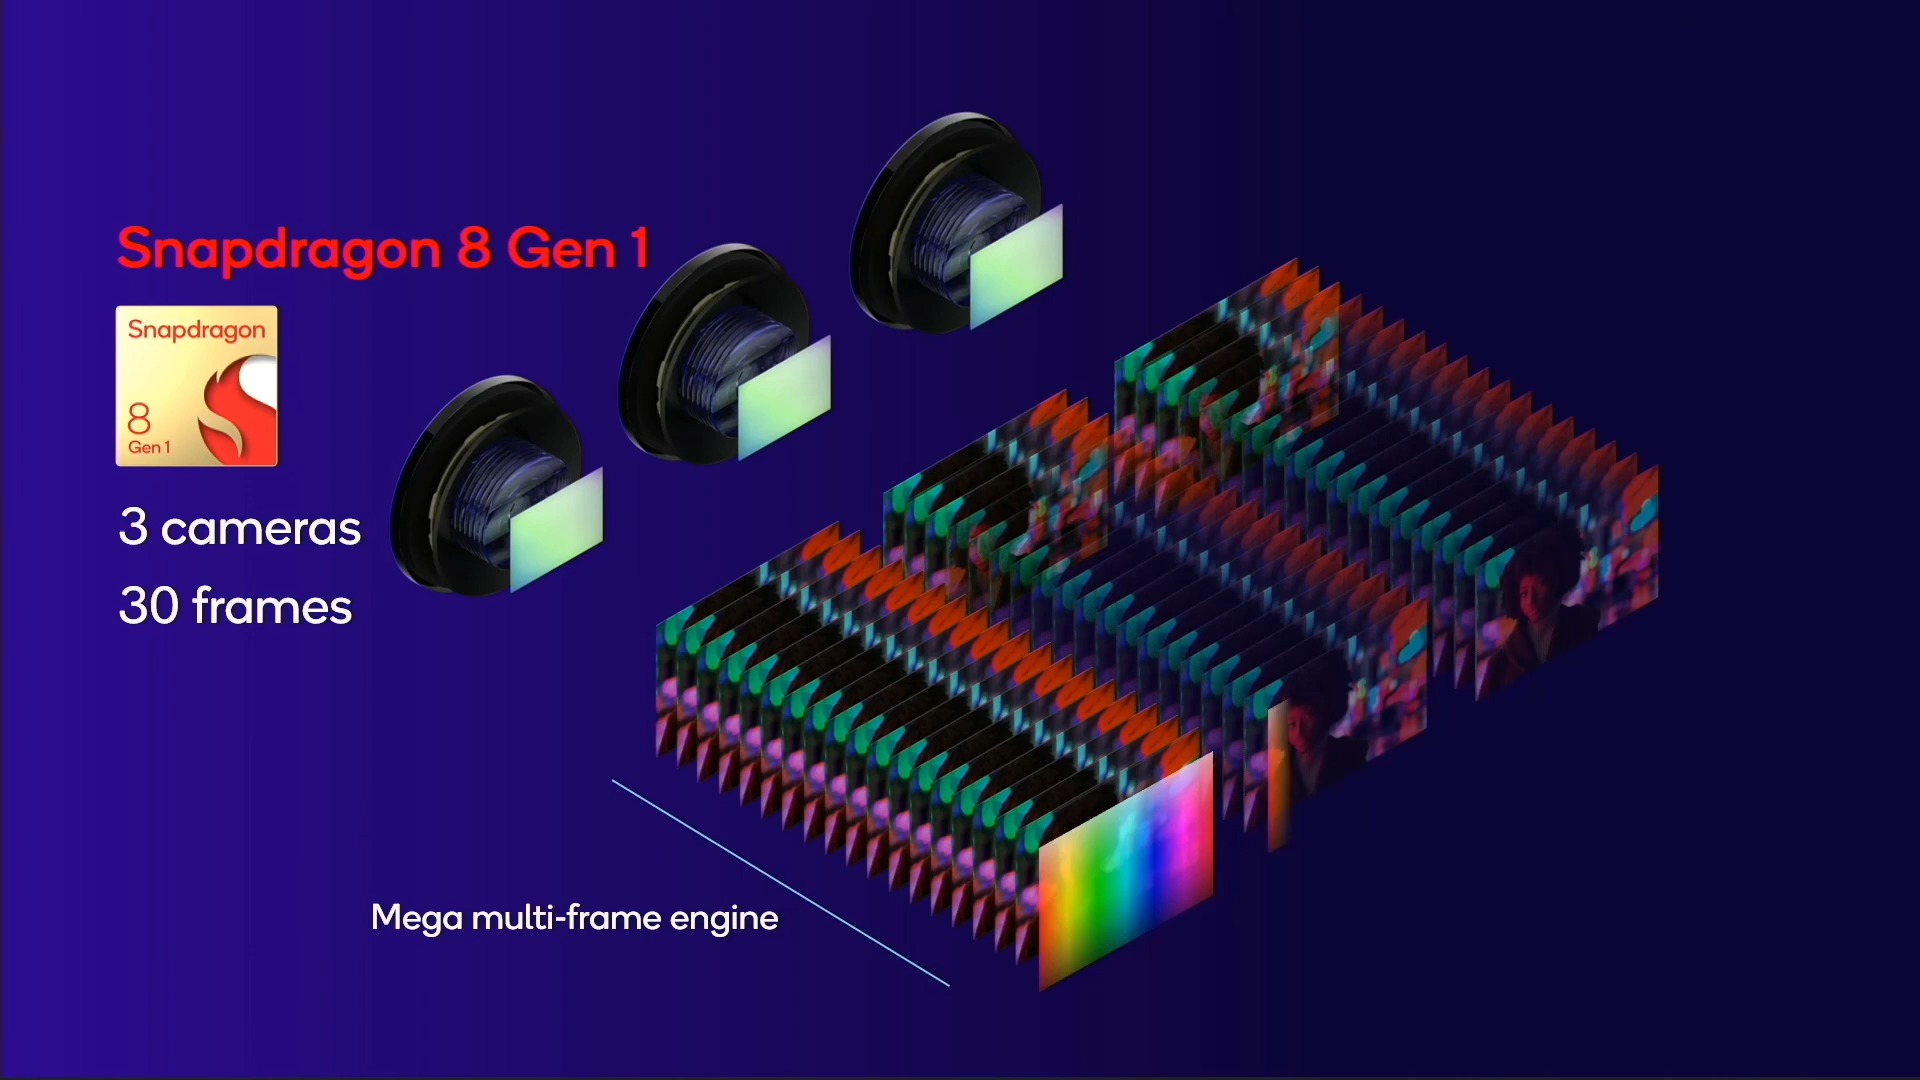 Snapdragon 8 Gen 1
Snapdragon
8
Gen 1
3 cameras
30 frames
Mega multi-frame engine